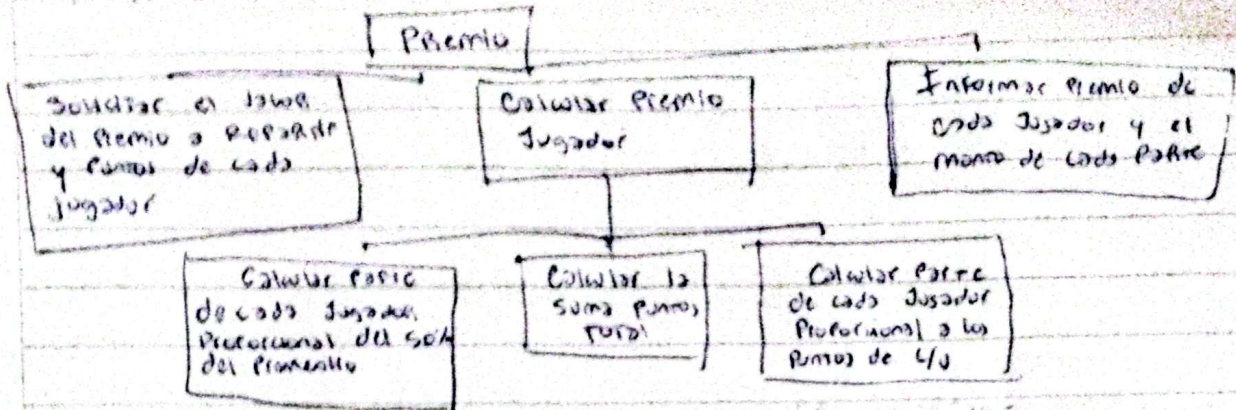 Premio
Solicitar el valor
del Premio a Repartir
y Puntos de cada
jugador
Calcular Premio
Jugador
Informar Premio de
cada Jugador y el
monto de cada Parte
Calcular Parte
de cada Jugador
Proporcional del 50%
del
Calcular la
Suma Puntos
Total
Calcular Parte
de cada Jugador
Proporcional a los
Puntos de c/u